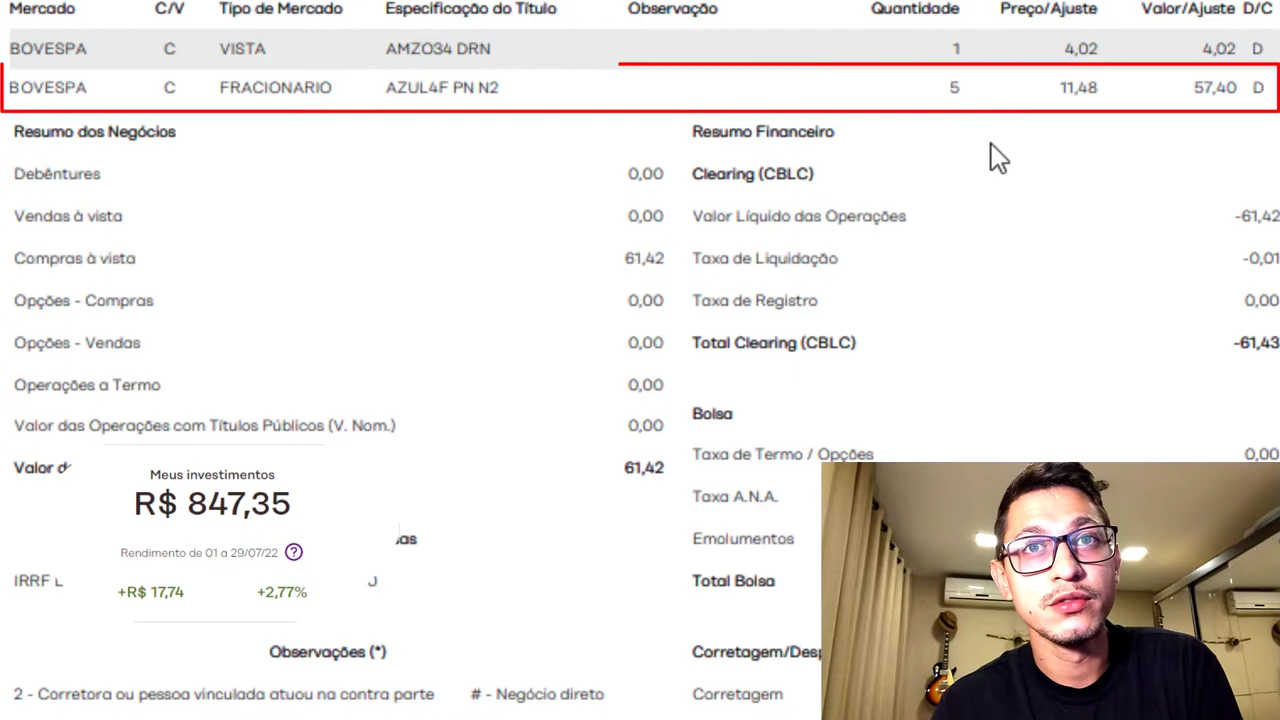 Mercado C/V Tipo de Mercado Especificação do Título Observação Quantidade Preço/Ajuste Valor/Ajuste D/C
BOVESPA C VISTA AMZO34 DRN 1 4,02 4,02 D
BOVESPA C FRACIONARIO AZUL4F PN N2 5 11,48 57,40 D
Resumo dos Negócios
Debêntures 0,00
Vendas à vista 0,00
Compras à vista 61,42
Opções - Compras 0,00
Opções - Vendas 0,00
Operações a Termo 0,00
Valor das Operações com Títulos Públicos (V. Nom.) 0,00
Valor 61,42
Meus investimentos
R$ 847,35
Rendimento de 01 a 29/07/22 ?
+R$ 17,74 +2,77%
IRRF
Observações (*)
2 - Corretora ou pessoa vinculada atuou na contra parte # - Negócio direto
Resumo Financeiro
Clearing (CBLC)
Valor Líquido das Operações -61,42
Taxa de Liquidação -0,01
Taxa de Registro 0,00
Total Clearing (CBLC) -61,43
Bolsa
Taxa de Termo / Opções 0,00
Taxa A.N.A.
Emolumentos
Total Bolsa
Corretagem/Desp
Corretagem